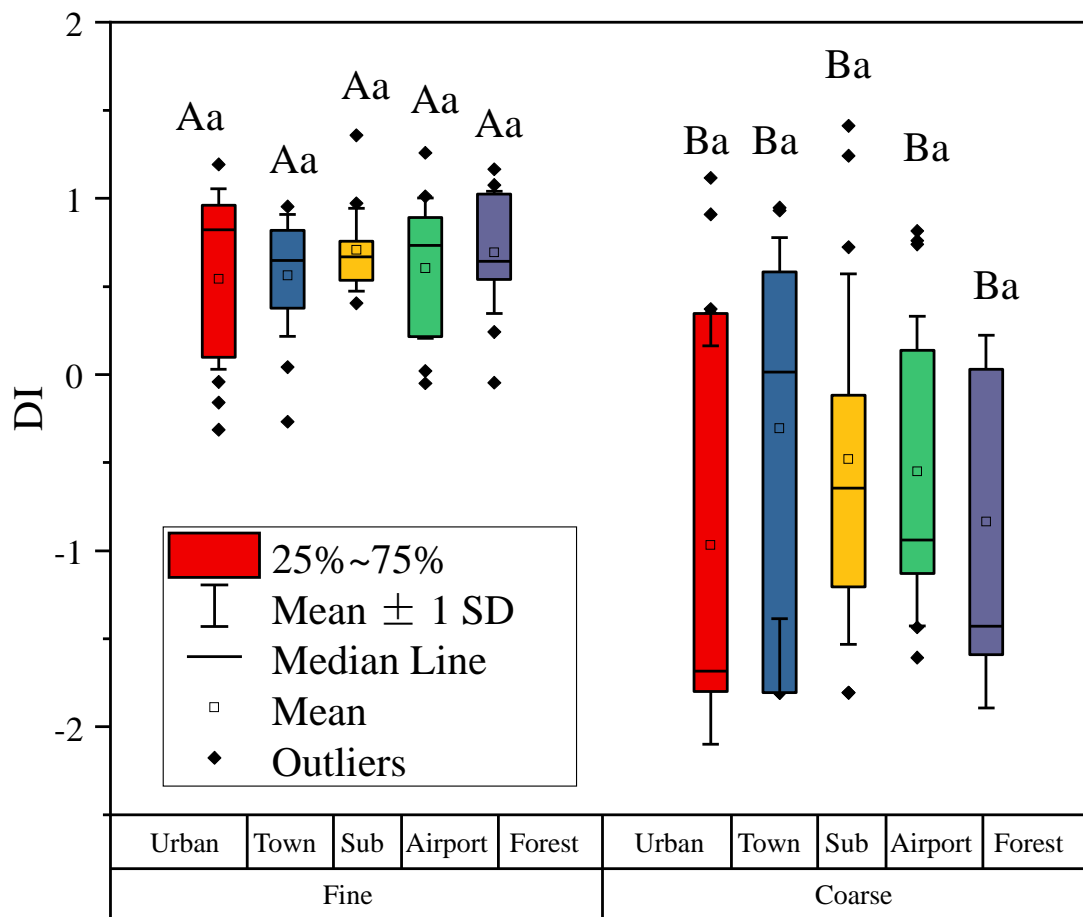 2
1
0
-1
-2
DI
Aa
Aa
Aa
Aa
Aa
Ba
Ba
Ba
Ba
Ba
25%~75%
Mean ± 1 SD
Median Line
Mean
Outliers
Urban Town Sub Airport Forest Urban Town Sub Airport Forest
Fine Coarse